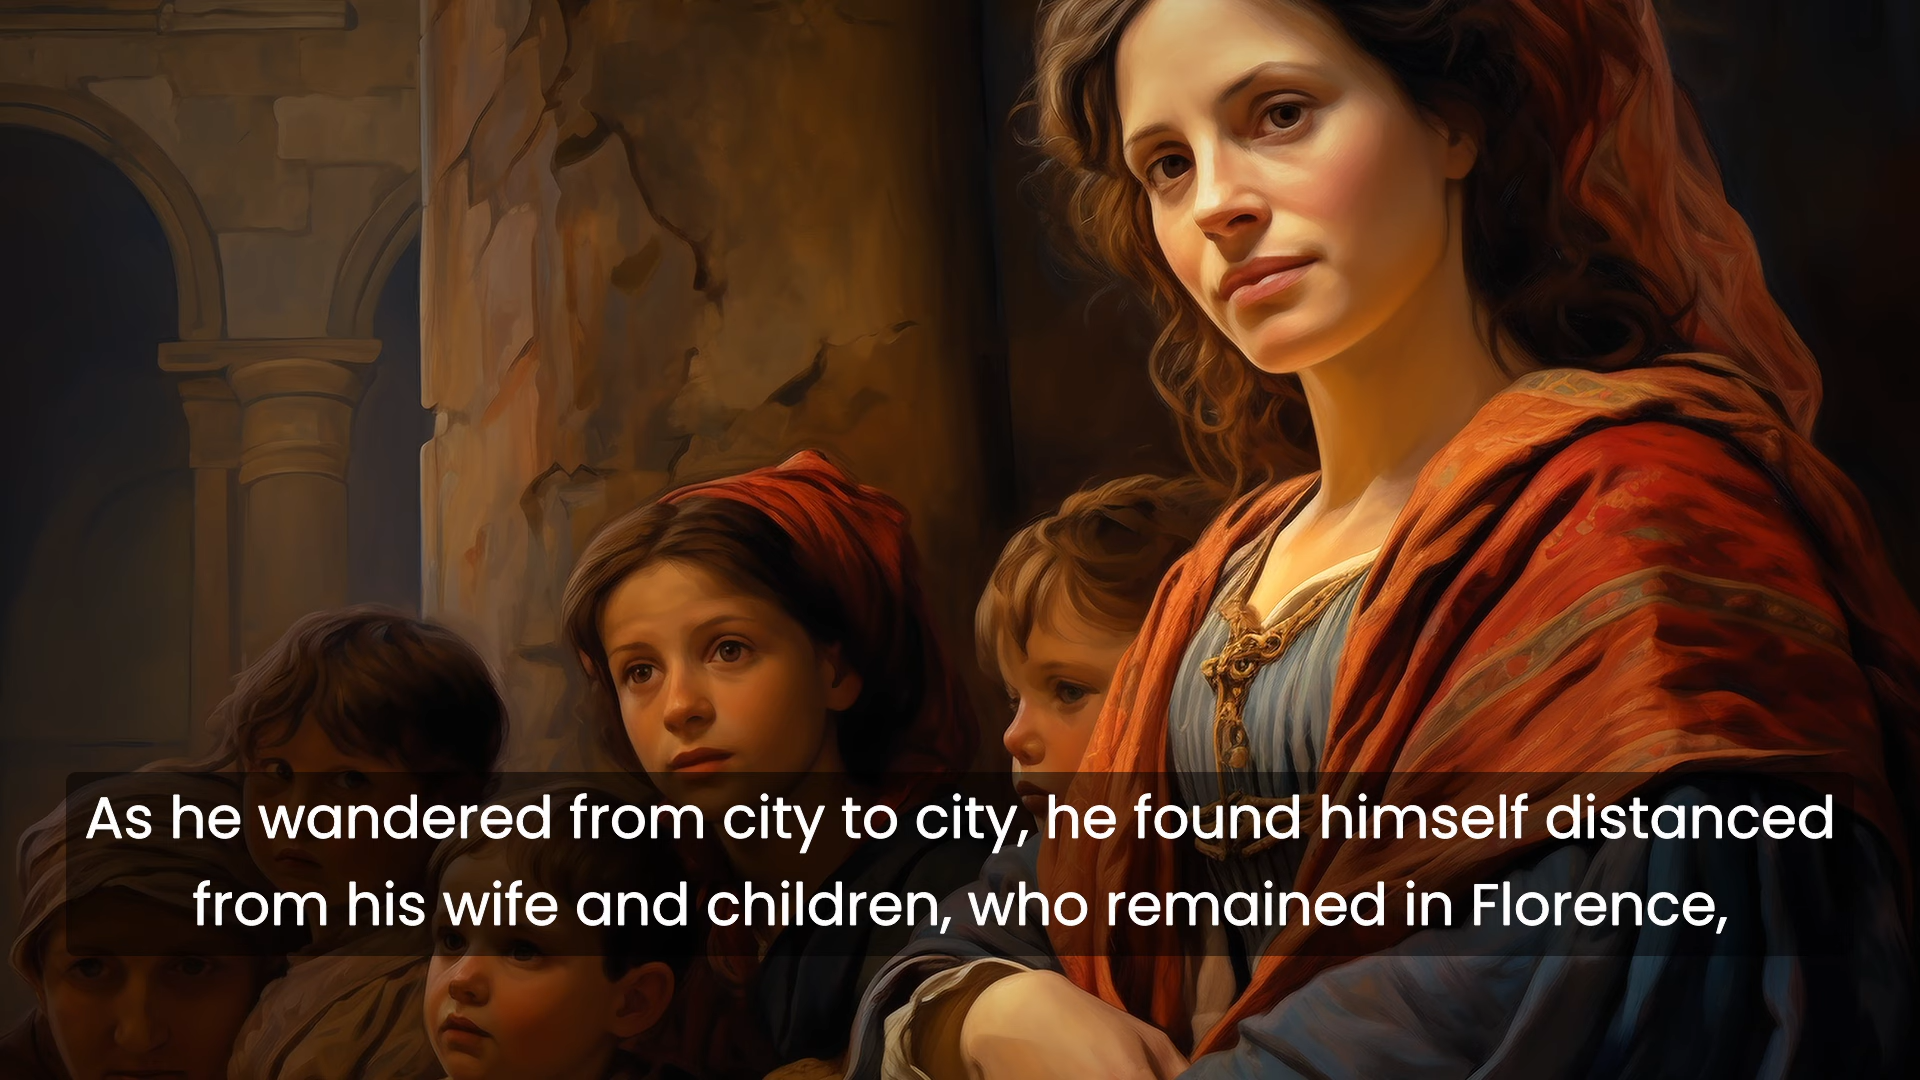 As he wandered from city to city, he found himself distanced
from his wife and children, who remained in Florence,